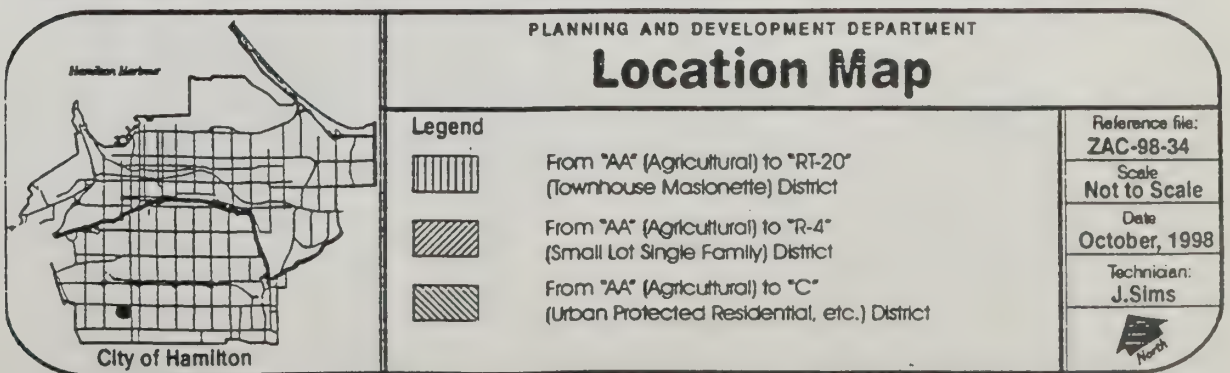 PLANNING AND DEVELOPMENT DEPARTMENT
Location Map
Hamilton Harbour
City of Hamilton
Legend
From "AA" (Agricultural) to "RT-20"
(Townhouse Maisonette) District
From "AA" (Agricultural) to "R-4"
(Small Lot Single Family) District
From "AA" (Agricultural) to "C"
(Urban Protected Residential, etc.) District
Reference file:
ZAC-98-34
Scale
Not to Scale
Date
October, 1998
Technician:
J.Sims
North